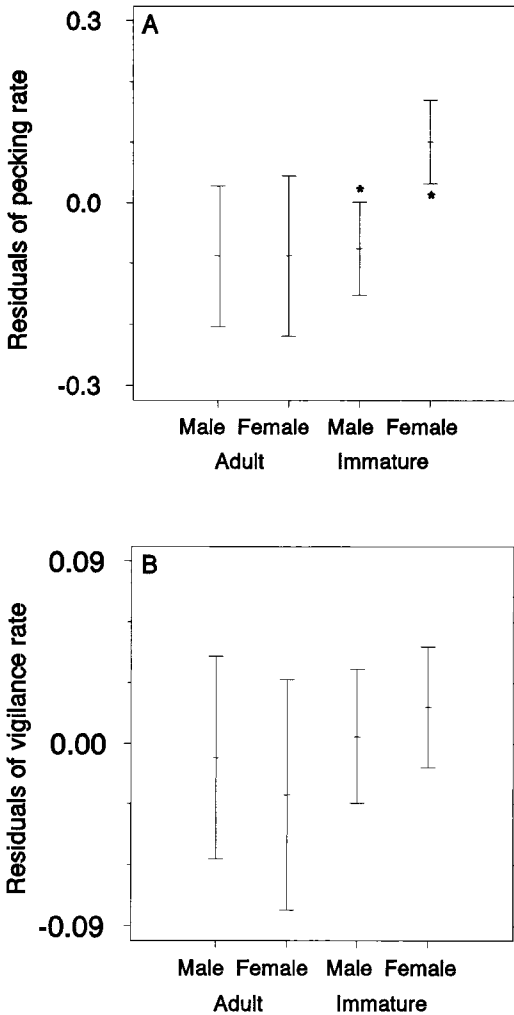 A
0.3
Residuals of pecking rate
0.0
*
*
-0.3
Male Female Male Female
Adult Immature
B
0.09
Residuals of vigilance rate
0.00
-0.09
Male Female Male Female
Adult Immature